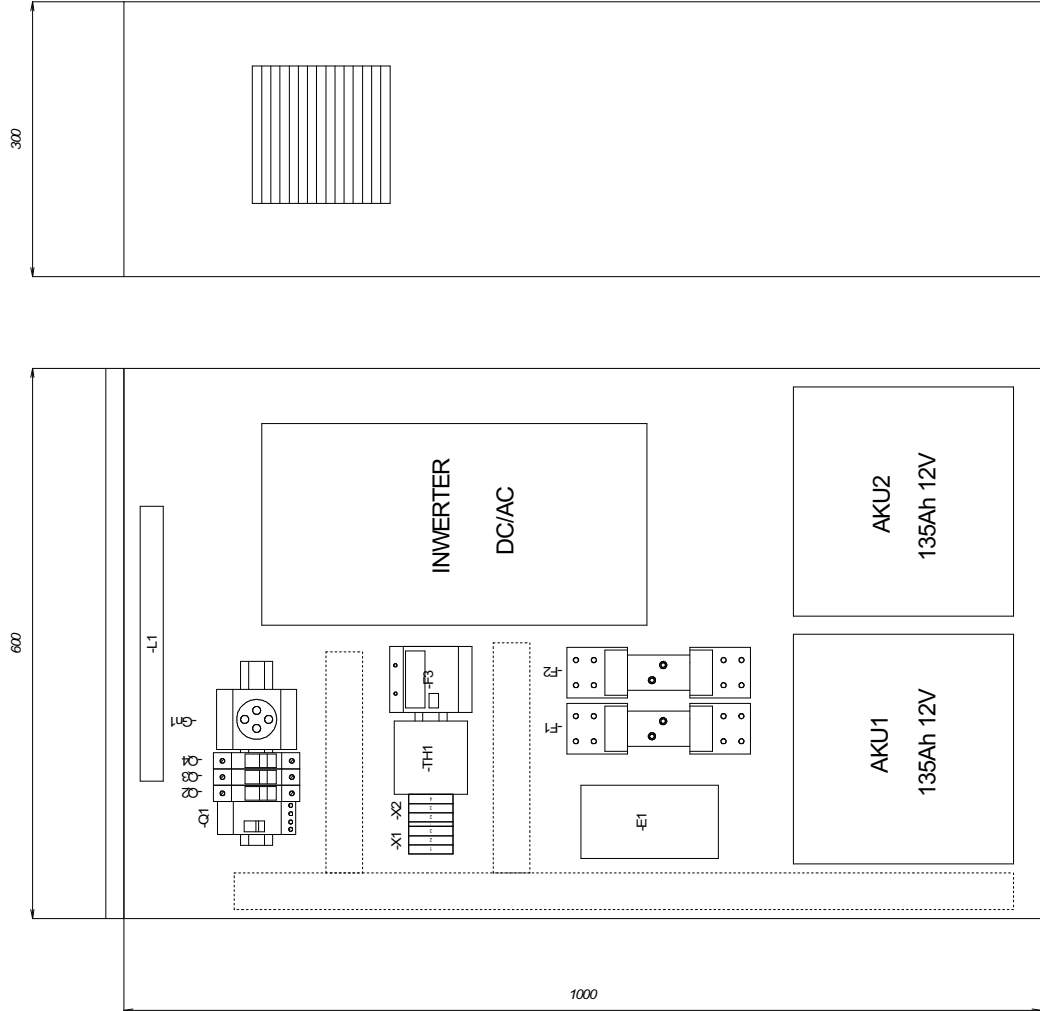 300
600
1000
-L1
INWERTER
DC/AC
AKU2
135Ah 12V
AKU1
135Ah 12V
-Gn1
-Q4
-Q3
-Q2
-Q1
-F3
-TH1
-X2
-X1
-F2
-F1
-E1